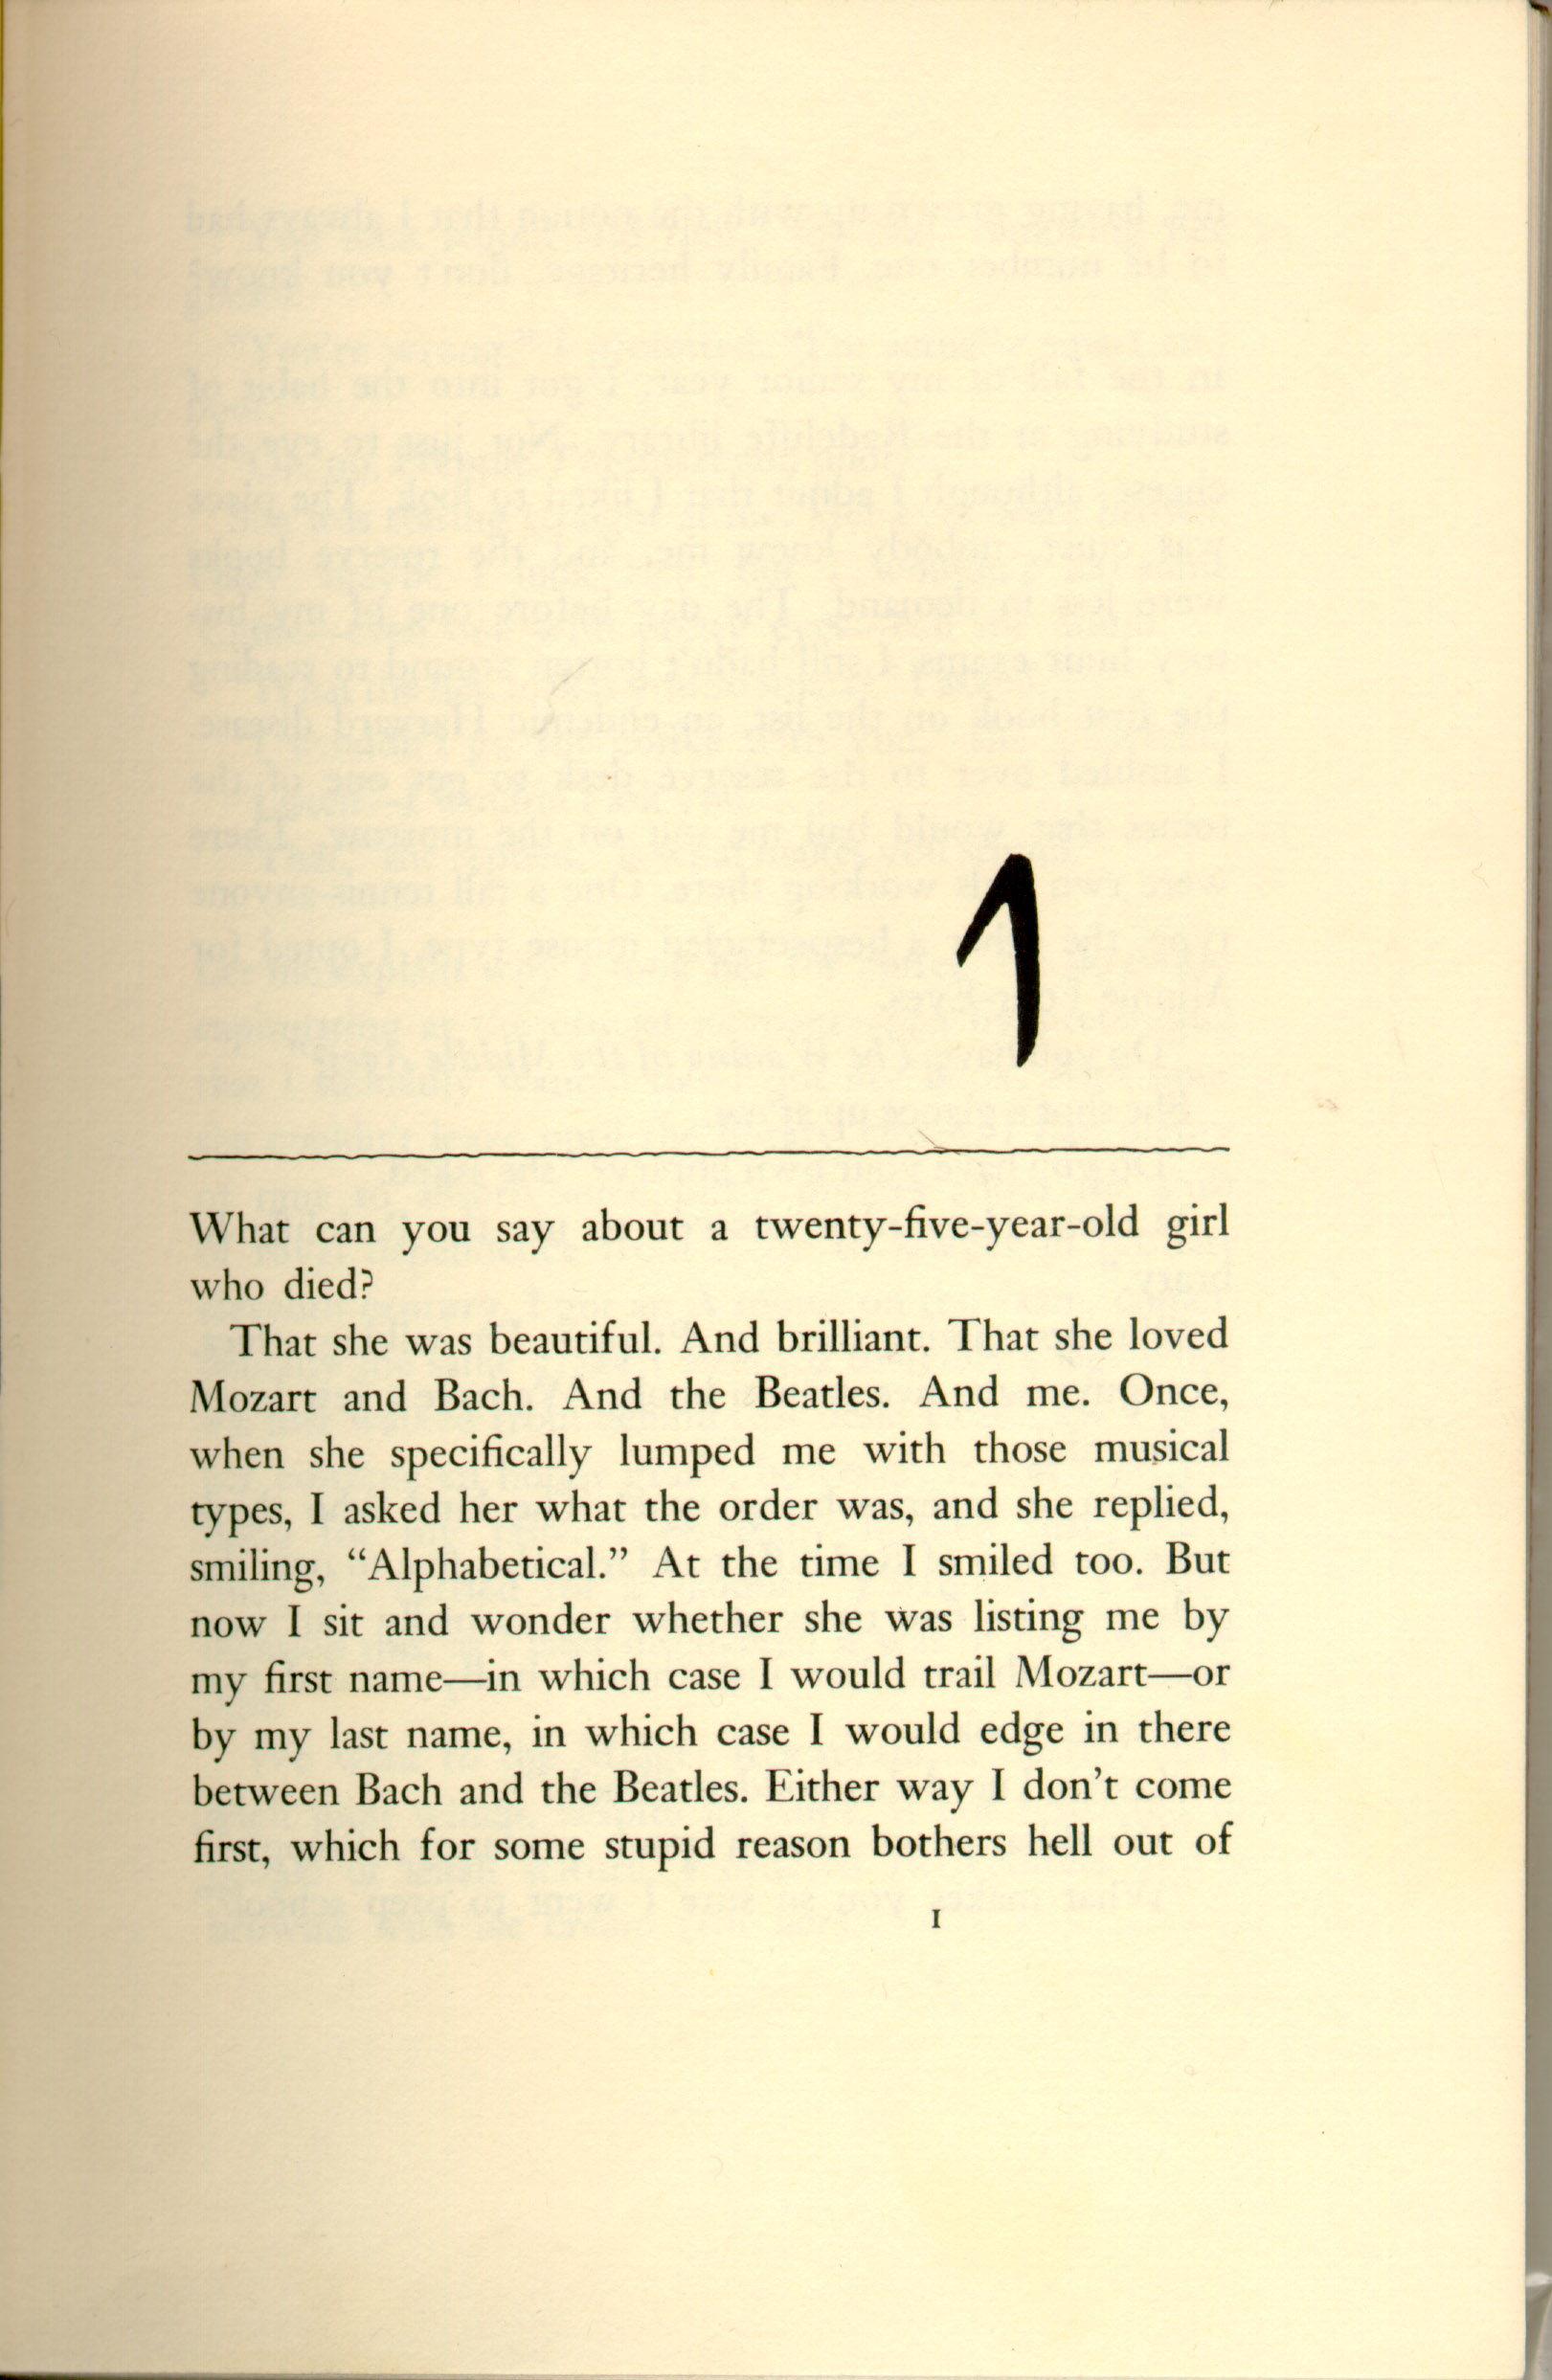 1
What can you say about a twenty-five-year-old girl
who died?
That she was beautiful. And brilliant. That she loved
Mozart and Bach. And the Beatles. And me. Once,
when she specifically lumped me with those musical
types, I asked her what the order was, and she replied,
smiling, “Alphabetical.” At the time I smiled too. But
now I sit and wonder whether she was listing me by
my first name—in which case I would trail Mozart—or
by my last name, in which case I would edge in there
between Bach and the Beatles. Either way I don’t come
first, which for some stupid reason bothers hell out of
1